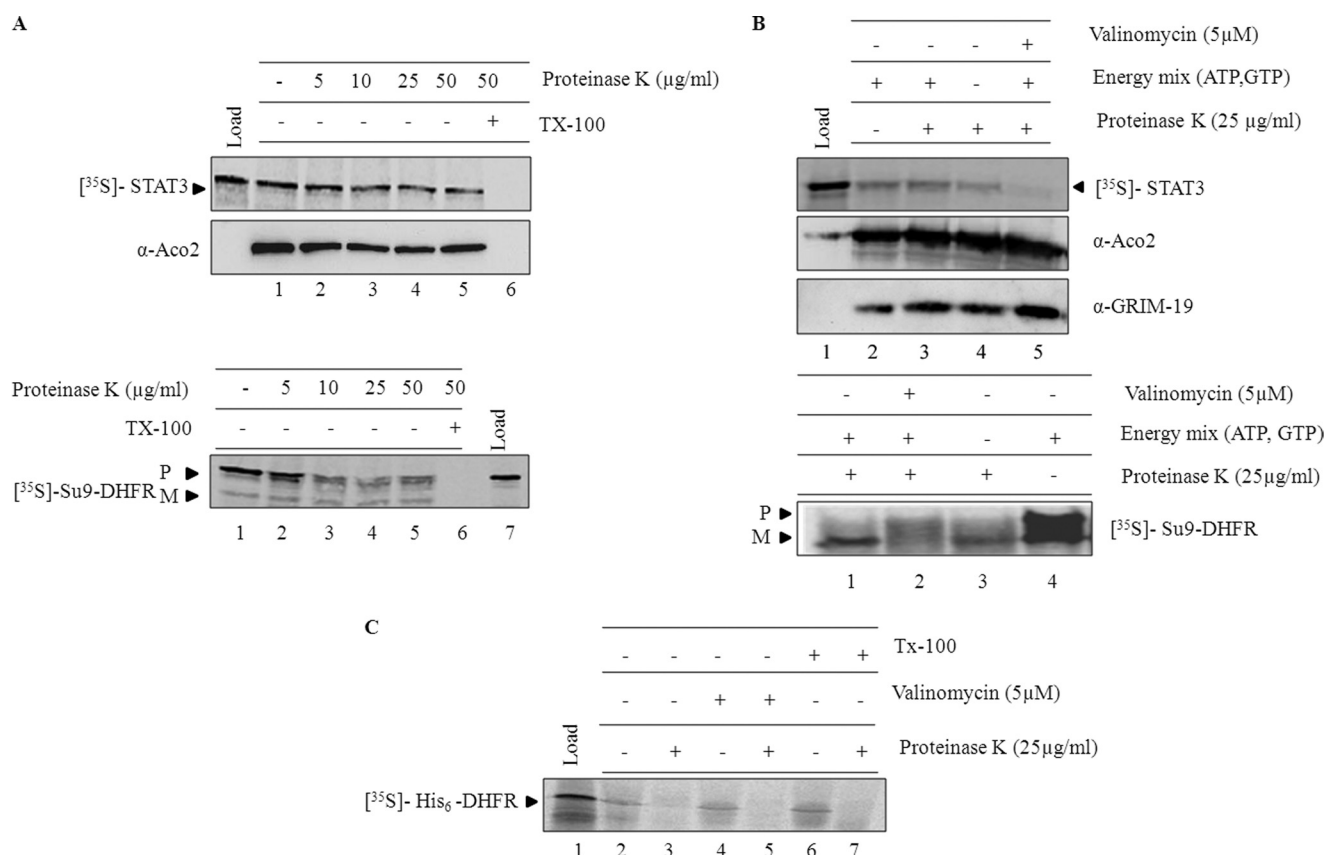 A
- 5 10 25 50 50 Proteinase K (µg/ml)
- - - - - + TX-100
Load
[³⁵S]- STAT3
α-Aco2
1 2 3 4 5 6
Proteinase K (µg/ml) - 5 10 25 50 50
TX-100 - - - - - +
Load
P
[³⁵S]-Su9-DHFR M
1 2 3 4 5 6 7
B
- - - + Valinomycin (5µM)
+ + - + Energy mix (ATP,GTP)
- + + + Proteinase K (25 µg/ml)
Load
[³⁵S]- STAT3
α-Aco2
α-GRIM-19
1 2 3 4 5
- + - - Valinomycin (5µM)
+ + - + Energy mix (ATP, GTP)
+ + + - Proteinase K (25µg/ml)
P
M [³⁵S]- Su9-DHFR
1 2 3 4
C
- - - - + + Tx-100
- - + + - - Valinomycin (5µM)
- + - + - + Proteinase K (25µg/ml)
Load
[³⁵S]- His₆ -DHFR
1 2 3 4 5 6 7